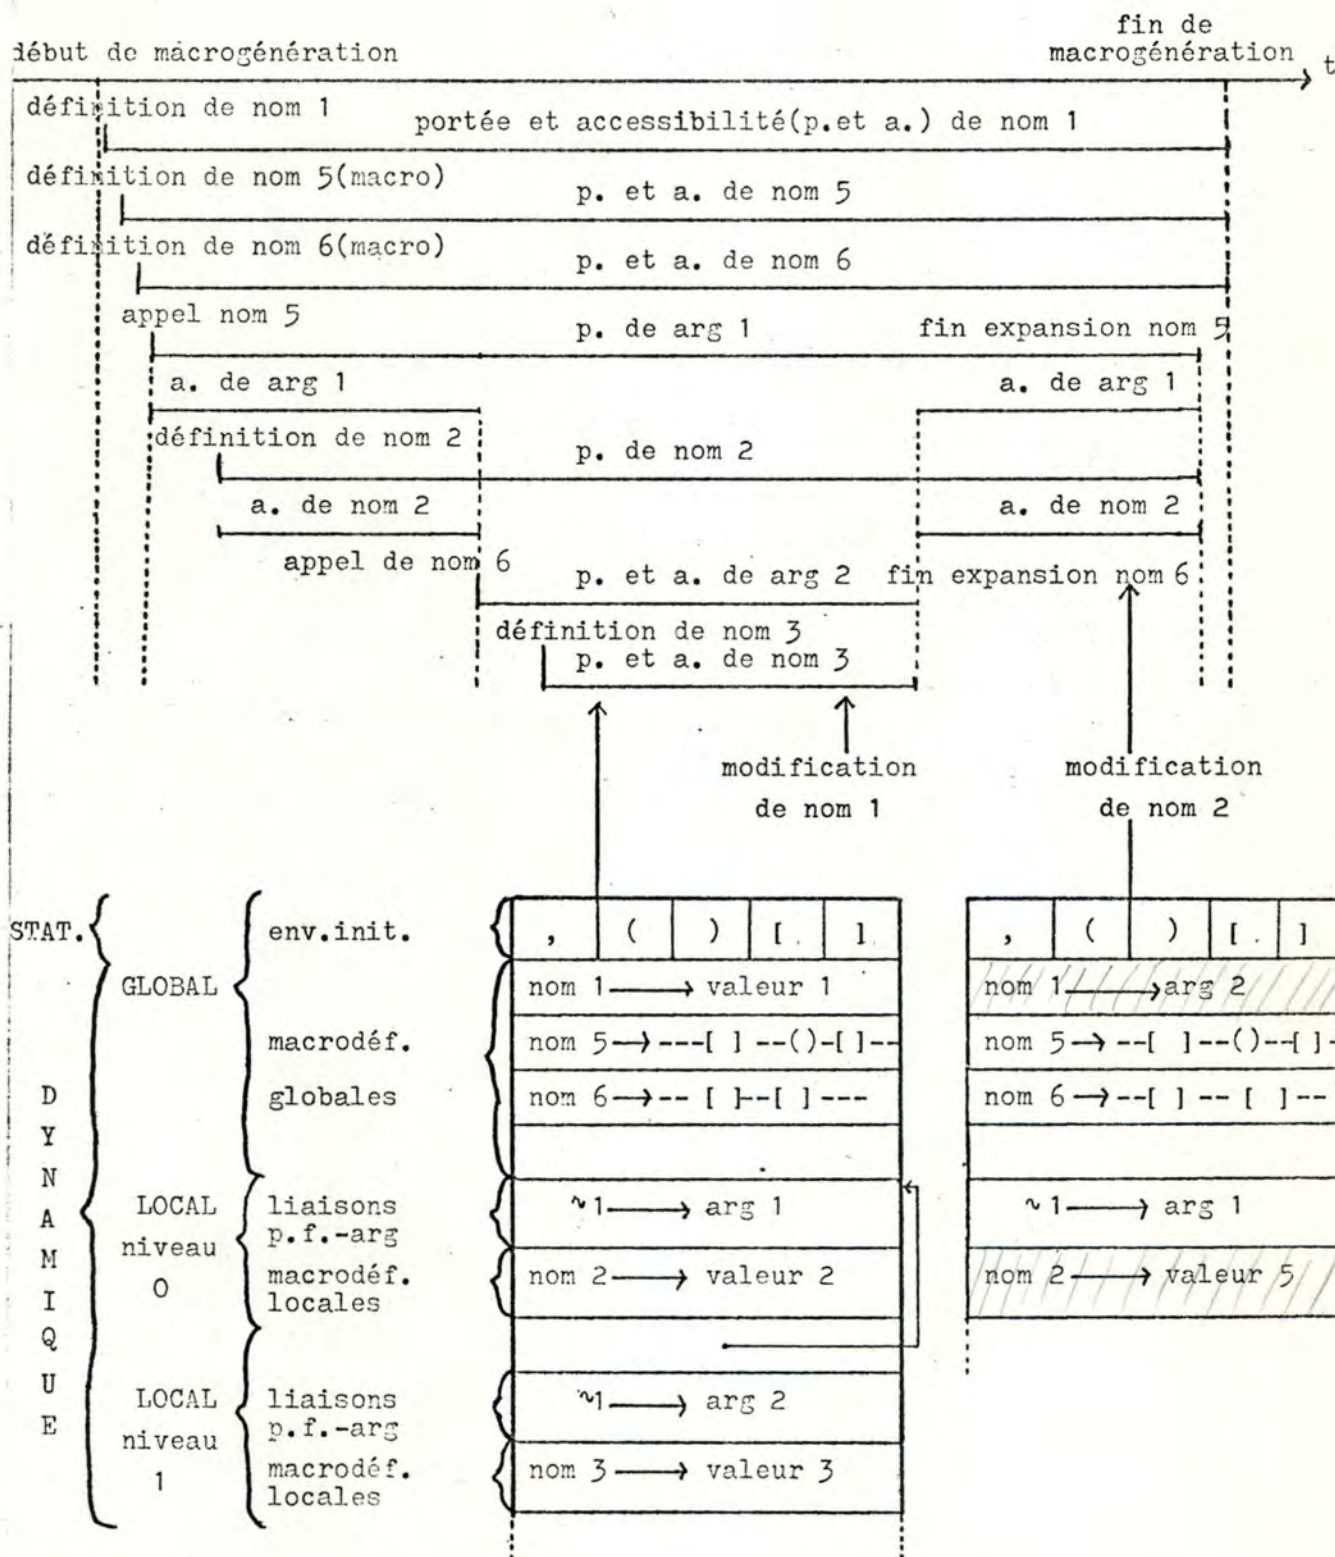 fin de
début de macrogénération macrogénération t
définition de nom 1
portée et accessibilité(p.et a.) de nom 1
définition de nom 5(macro)
p. et a. de nom 5
définition de nom 6(macro)
p. et a. de nom 6
appel nom 5 p. de arg 1 fin expansion nom 5
a. de arg 1 a. de arg 1
définition de nom 2
p. de nom 2
a. de nom 2 a. de nom 2
appel de nom 6 p. et a. de arg 2 fin expansion nom 6
définition de nom 3
p. et a. de nom 3
modification modification
de nom 1 de nom 2
STAT. env.init. , ( ) [ ] , ( ) [ ]
GLOBAL nom 1 → valeur 1 nom 1 → arg 2
macrodéf. nom 5 → ---[ ] --()-[ ]-- nom 5 → --[ ]--()--[ ]-
globales nom 6 → -- [ ]--[ ] --- nom 6 → --[ ] -- [ ] --
DYNAMIQUE
LOCAL liaisons ~1 → arg 1 ~1 → arg 1
niveau p.f.-arg
0 macrodéf. nom 2 → valeur 2 nom 2 → valeur 5
locales
LOCAL liaisons ~1 → arg 2
niveau p.f.-arg
1 macrodéf. nom 3 → valeur 3
locales